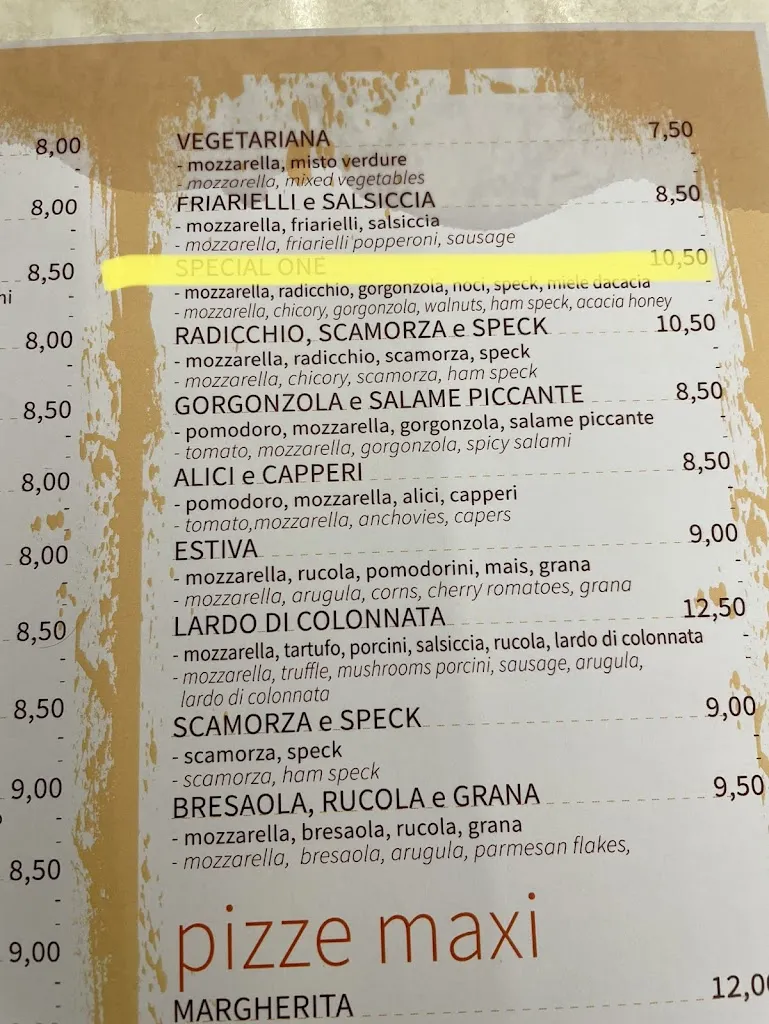 8,00
8,00
8,50
ni
8,00
8,50
8,00
8,00
8,50
8,50
9,00
8,50
9,00
VEGETARIANA 7,50
- mozzarella, misto verdure
- mozzarella, mixed vegetables
FRIARIELLI e SALSICCIA 8,50
- mozzarella, friarielli, salsiccia
- mozzarella, friarielli popperoni, sausage
SPECIAL ONE 10,50
- mozzarella, radicchio, gorgonzola, noci, speck, miele dacacia
- mozzarella, chicory, gorgonzola, walnuts, ham speck, acacia honey
RADICCHIO, SCAMORZA e SPECK 10,50
- mozzarella, radicchio, scamorza, speck
- mozzarella, chicory, scamorza, ham speck
GORGONZOLA e SALAME PICCANTE 8,50
- pomodoro, mozzarella, gorgonzola, salame piccante
- tomato, mozzarella, gorgonzola, spicy salami
ALICI e CAPPERI 8,50
- pomodoro, mozzarella, alici, capperi
- tomato,mozzarella, anchovies, capers
ESTIVA 9,00
- mozzarella, rucola, pomodorini, mais, grana
- mozzarella, arugula, corns, cherry romatoes, grana
LARDO DI COLONNATA 12,50
- mozzarella, tartufo, porcini, salsiccia, rucola, lardo di colonnata
- mozzarella, truffle, mushrooms porcini, sausage, arugula,
lardo di colonnata
SCAMORZA e SPECK 9,00
- scamorza, speck
- scamorza, ham speck
BRESAOLA, RUCOLA e GRANA 9,50
- mozzarella, bresaola, rucola, grana
- mozzarella, bresaola, arugula, parmesan flakes,
pizze maxi
MARGHERITA 12,00